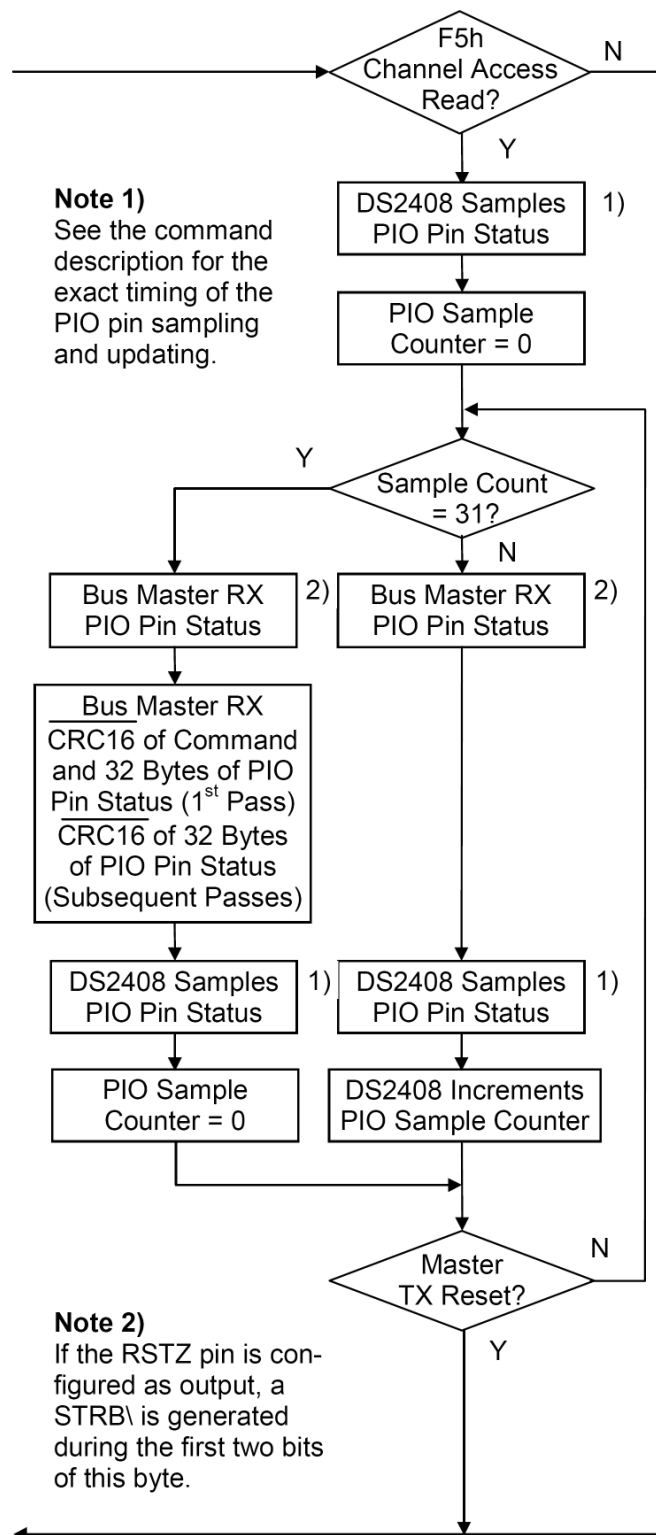 F5h
Channel Access
Read?
N
Y
Note 1)
See the command
description for the
exact timing of the
PIO pin sampling
and updating.
DS2408 Samples
PIO Pin Status
1)
PIO Sample
Counter = 0
Y
Sample Count
= 31?
N
Bus Master RX
PIO Pin Status
2)
Bus Master RX
PIO Pin Status
2)
Bus Master RX
CRC16 of Command
and 32 Bytes of PIO
Pin Status (1st Pass)
CRC16 of 32 Bytes
of PIO Pin Status
(Subsequent Passes)
DS2408 Samples
PIO Pin Status
1)
DS2408 Samples
PIO Pin Status
1)
PIO Sample
Counter = 0
DS2408 Increments
PIO Sample Counter
Master
TX Reset?
N
Y
Note 2)
If the RSTZ pin is con-
figured as output, a
STRB\ is generated
during the first two bits
of this byte.